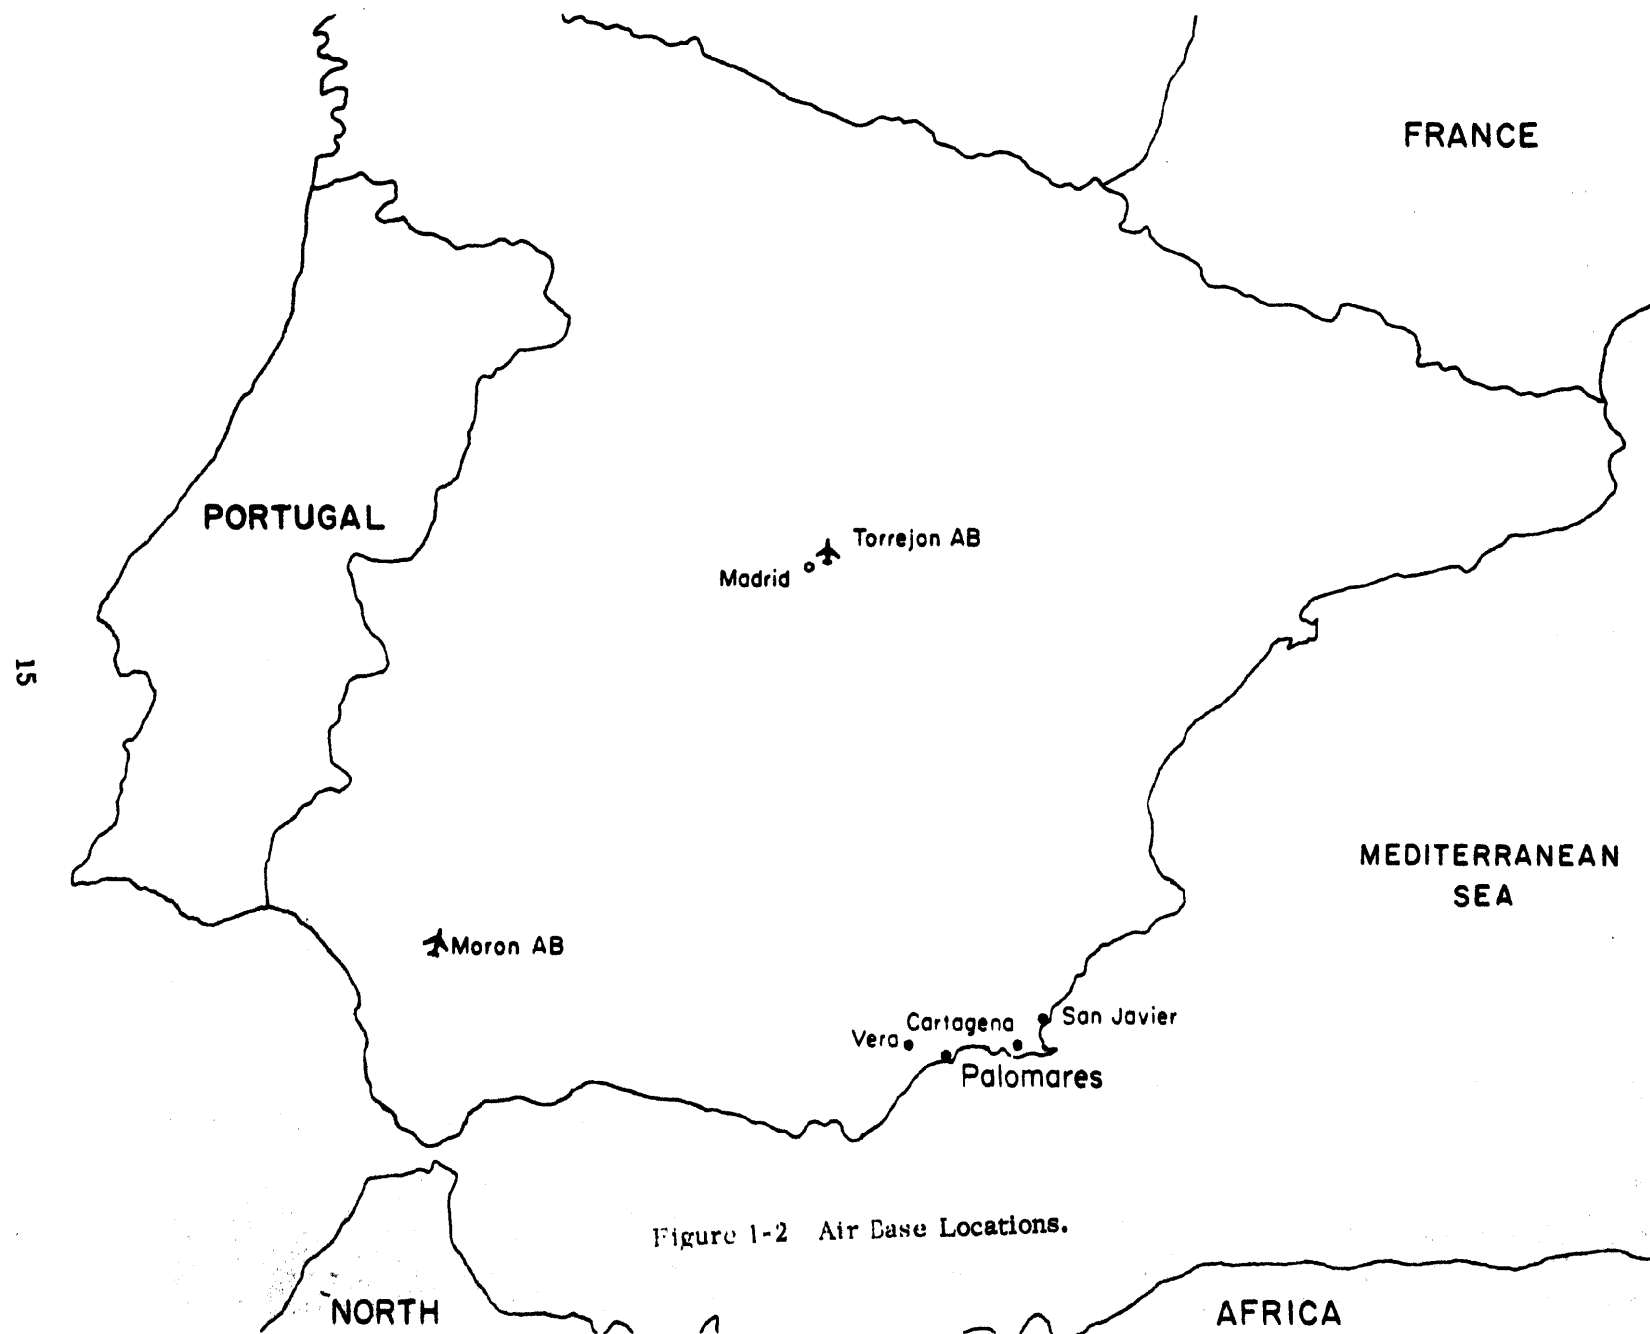 FRANCE
PORTUGAL
Torrejon AB
Madrid
15
MEDITERRANEAN
SEA
Moron AB
San Javier
Cartagena
Vera
Palomares
Figure 1-2 Air Base Locations.
NORTH AFRICA